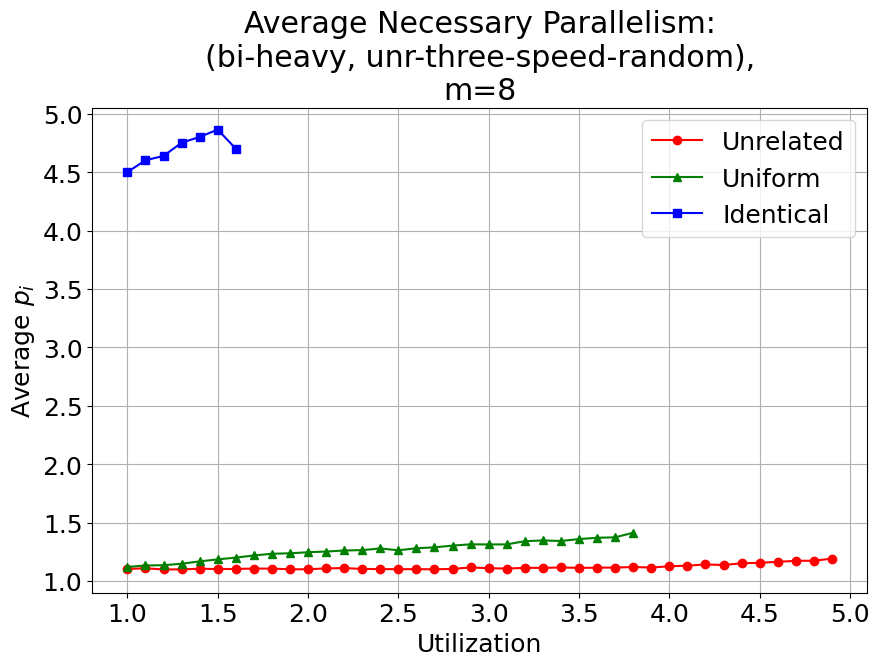 Average Necessary Parallelism:
(bi-heavy, unr-three-speed-random),
m=8
5.0
4.5
4.0
3.5
3.0
2.5
2.0
1.5
1.0
Average p_i
Unrelated
Uniform
Identical
1.0 1.5 2.0 2.5 3.0 3.5 4.0 4.5 5.0
Utilization